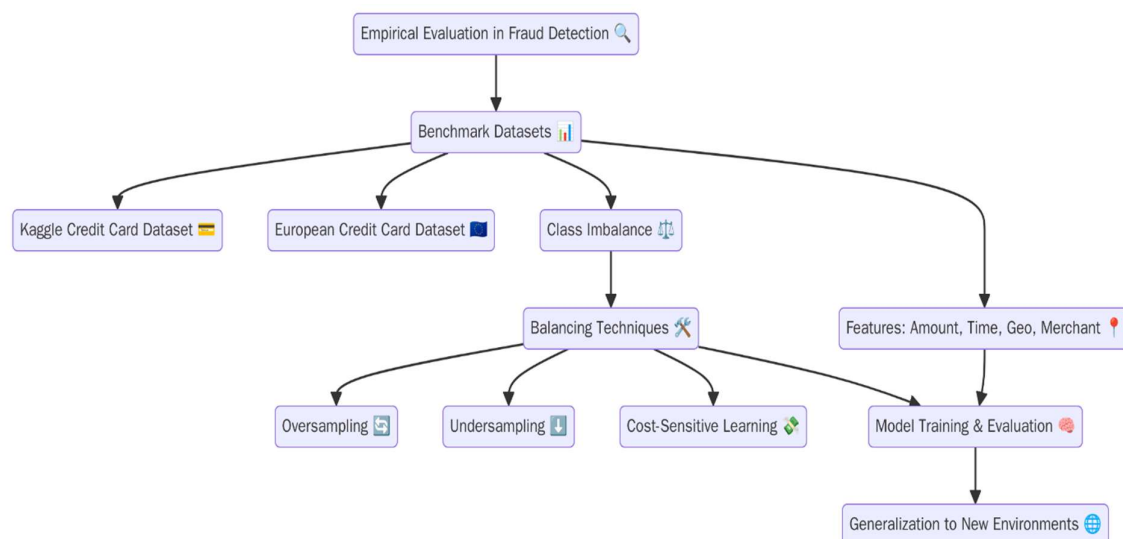 Empirical Evaluation in Fraud Detection 🔍
Benchmark Datasets 📊
Kaggle Credit Card Dataset 💳
European Credit Card Dataset 🇪🇺
Class Imbalance ⚖️
Balancing Techniques 🛠️
Features: Amount, Time, Geo, Merchant 📍
Oversampling 🔄
Undersampling ⬇️
Cost-Sensitive Learning 💸
Model Training & Evaluation 🧠
Generalization to New Environments 🌐